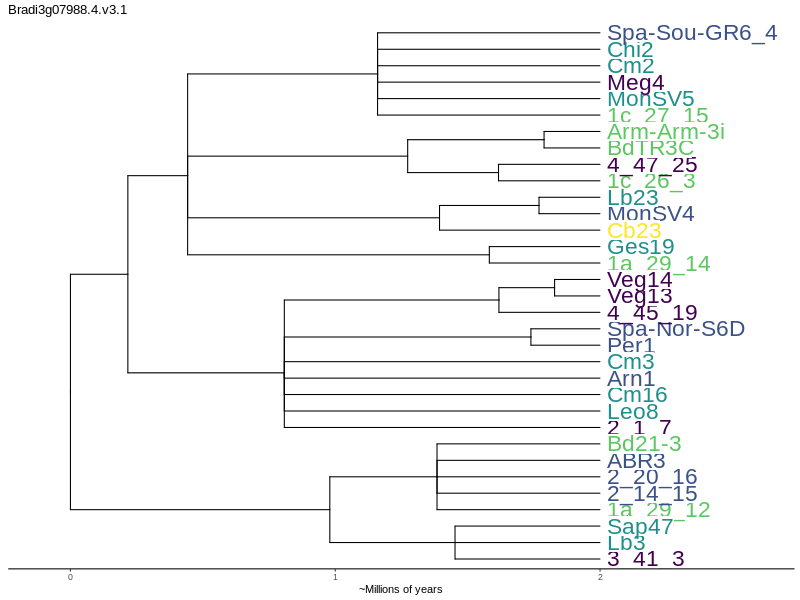 Bradi3g07988.4.v3.1
Spa-Sou-GR6_4
Chi2
Cm2
Meg4
MonSV5
1c_27_15
Arm-Arm-3i
BdTR3C
4_47_25
1c_26_3
Lb23
MonSV4
Cb23
Ges19
1a_29_14
Veg14
Veg13
4_45_19
Spa-Nor-S6D
Per1
Cm3
Arn1
Cm16
Leo8
2_1_7
Bd21-3
ABR3
2_20_16
2_14_15
1a_29_12
Sap47
Lb3
3_41_3
0 1 2
~Millions of years